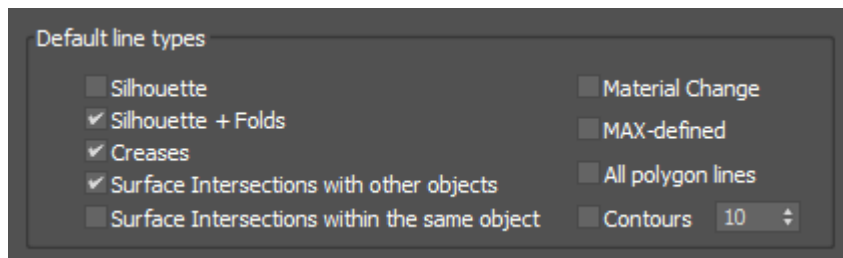 Default line types
Silhouette
Silhouette + Folds
Creases
Surface Intersections with other objects
Surface Intersections within the same object
Material Change
MAX-defined
All polygon lines
Contours 10